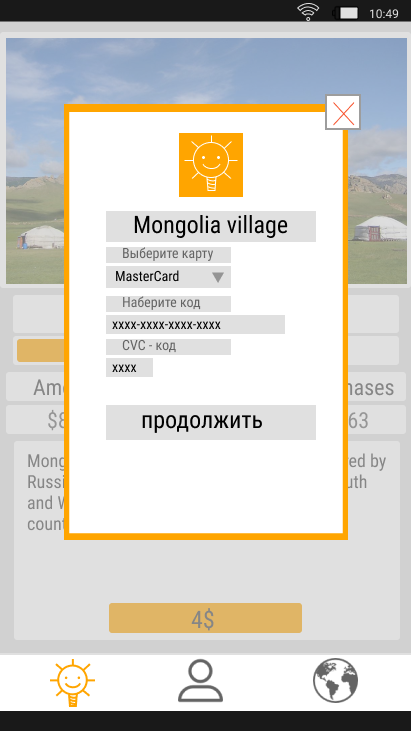 10:49
Mongolia village
Выберите карту
MasterCard
Наберите код
xxxx-xxxx-xxxx-xxxx
CVC - код
xxxx
продолжить
Am
hases
$8
63
Mong
ed by
Russi
uth
and W
count
4$